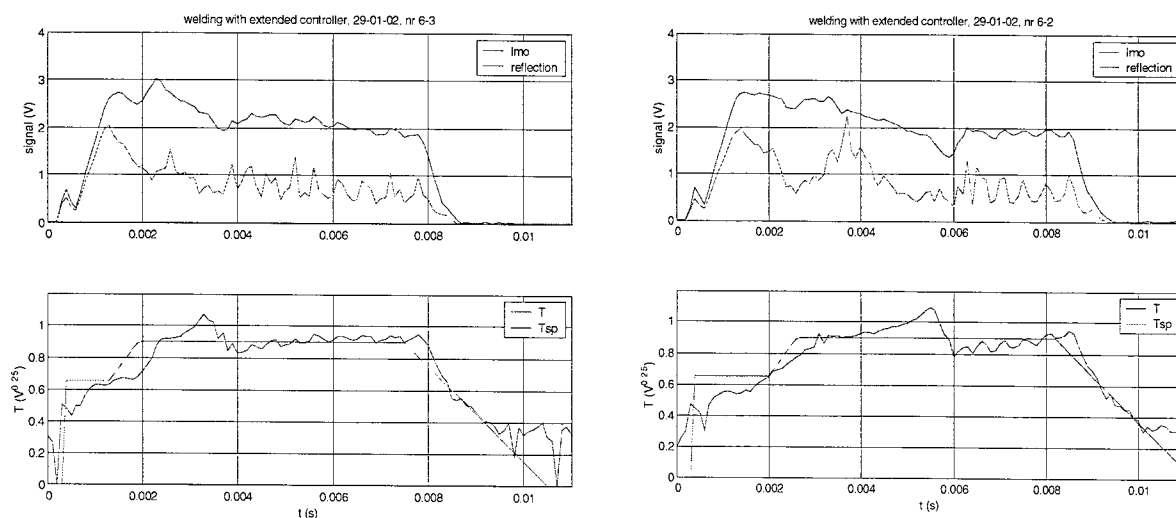 welding with extended controller, 29-01-02, nr 6-3
4
3
2
1
0
signal (V)
Imo
reflection
0 0.002 0.004 0.006 0.008 0.01
1
0.8
0.6
0.4
0.2
0
T (V^0.25)
T
Tsp
0 0.002 0.004 0.006 0.008 0.01
t (s)
welding with extended controller, 29-01-02, nr 6-2
4
3
2
1
0
signal (V)
Imo
reflection
0 0.002 0.004 0.006 0.008 0.01
1
0.8
0.6
0.4
0.2
0
T (V^0.25)
T
Tsp
0 0.002 0.004 0.006 0.008 0.01
t (s)